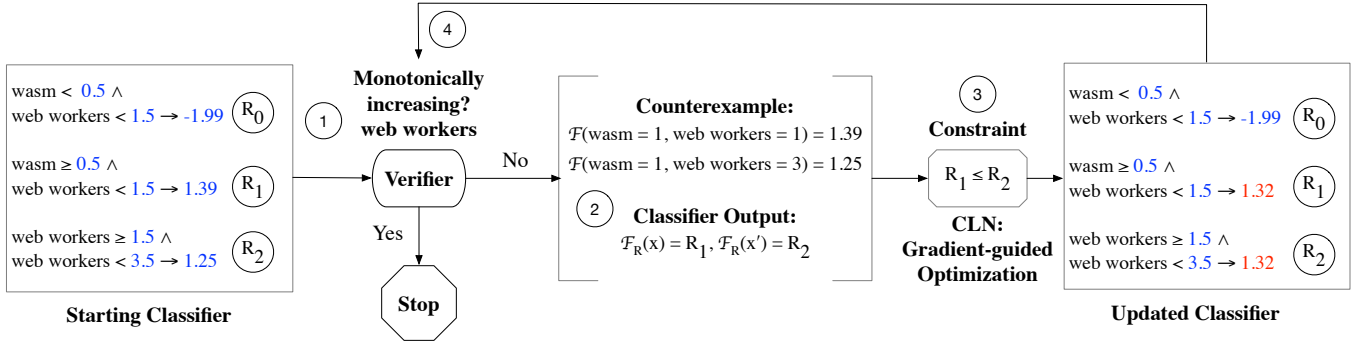 wasm < 0.5 ∧
web workers < 1.5 → -1.99
R0
wasm ≥ 0.5 ∧
web workers < 1.5 → 1.39
R1
web workers ≥ 1.5 ∧
web workers < 3.5 → 1.25
R2
Starting Classifier
1
4
Monotonically
increasing?
web workers
Verifier
No
Yes
Stop
Counterexample:
ℱ(wasm = 1, web workers = 1) = 1.39
ℱ(wasm = 1, web workers = 3) = 1.25
2
Classifier Output:
ℱR(x) = R1, ℱR(x′) = R2
3
Constraint
R1 ≤ R2
CLN:
Gradient-guided
Optimization
wasm < 0.5 ∧
web workers < 1.5 → -1.99
R0
wasm ≥ 0.5 ∧
web workers < 1.5 → 1.32
R1
web workers ≥ 1.5 ∧
web workers < 3.5 → 1.32
R2
Updated Classifier